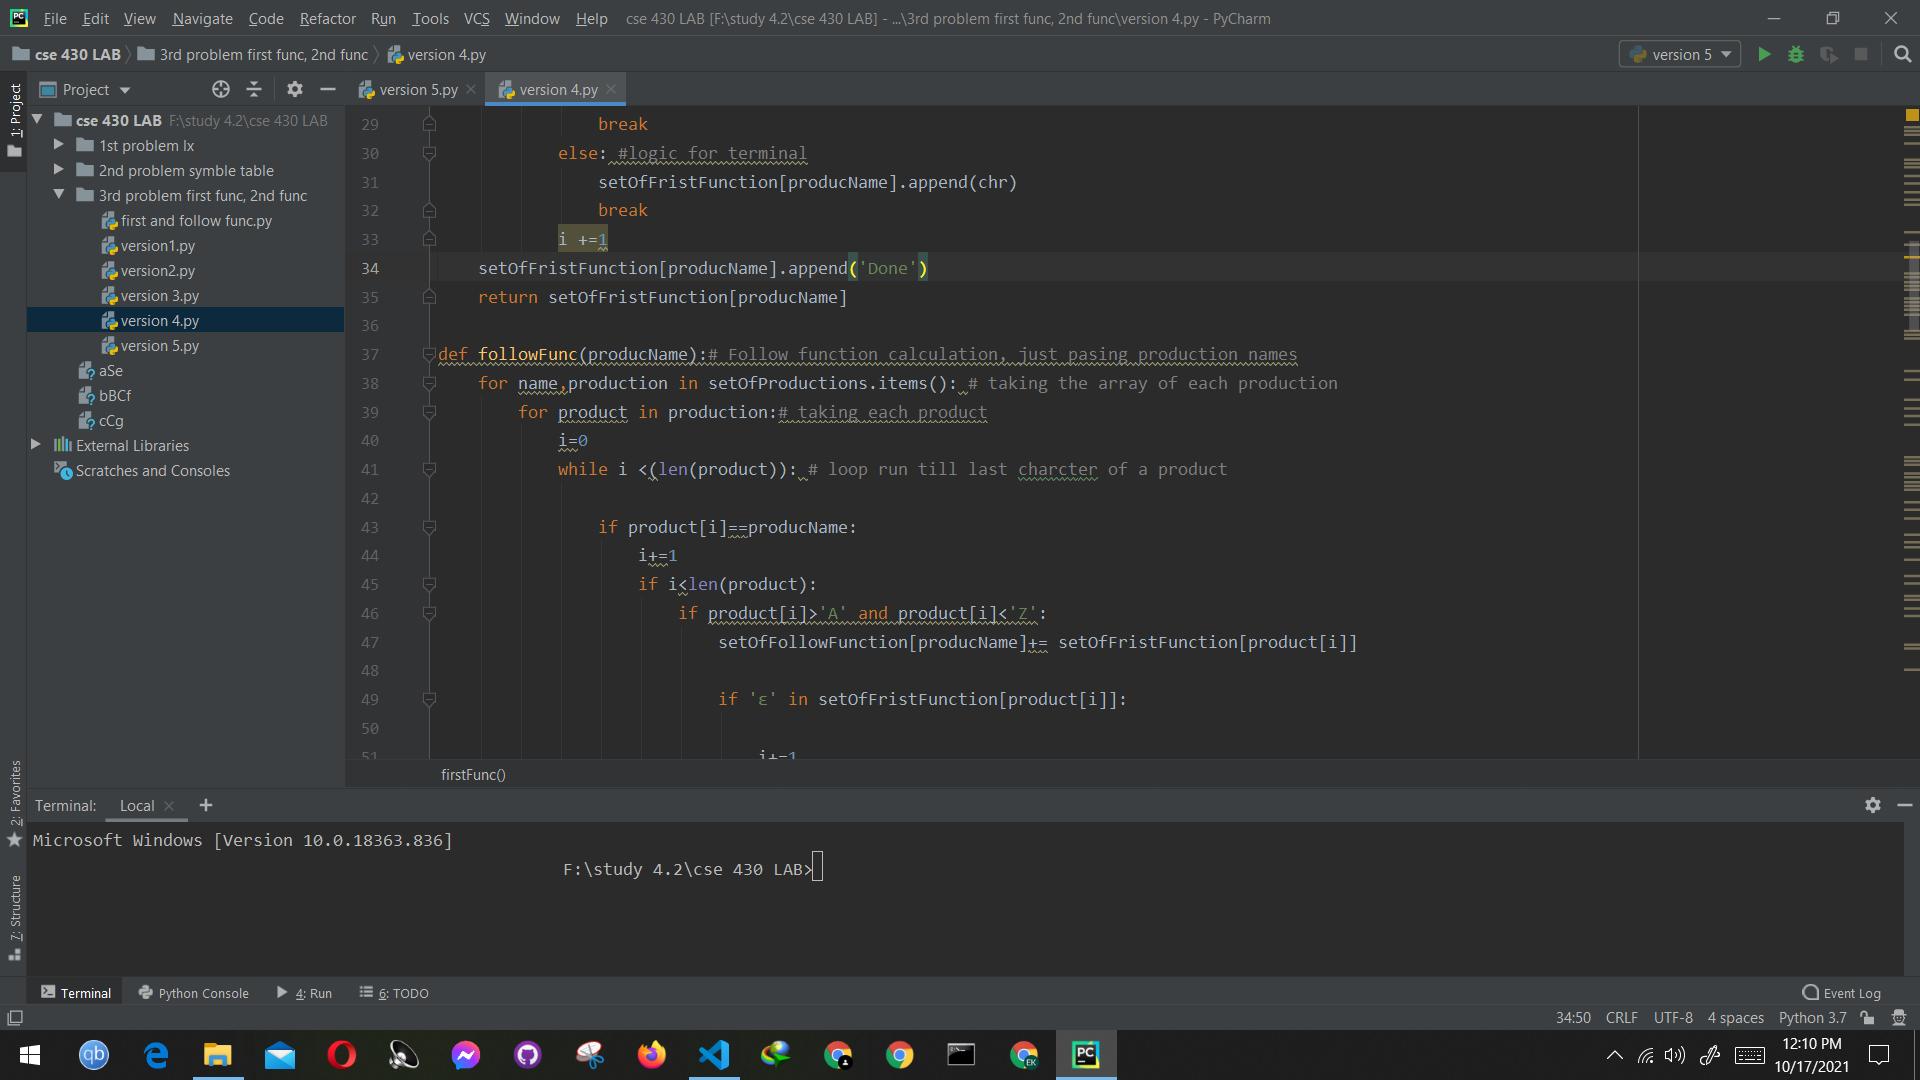 File Edit View Navigate Code Refactor Run Tools VCS Window Help cse 430 LAB [F:\study 4.2\cse 430 LAB] - ...\3rd problem first func, 2nd func\version 4.py - PyCharm
cse 430 LAB 3rd problem first func, 2nd func version 4.py version 5
Project version 5.py version 4.py
1: Project
cse 430 LAB F:\study 4.2\cse 430 LAB
1st problem lx
2nd problem symble table
3rd problem first func, 2nd func
first and follow func.py
version1.py
version2.py
version 3.py
version 4.py
version 5.py
aSe
bBCf
cCg
External Libraries
Scratches and Consoles
29 break
30 else: #logic for terminal
31 setOfFristFunction[producName].append(chr)
32 break
33 i +=1
34 setOfFristFunction[producName].append('Done')
35 return setOfFristFunction[producName]
36
37 def followFunc(producName):# Follow function calculation, just pasing production names
38 for name,production in setOfProductions.items(): # taking the array of each production
39 for product in production:# taking each product
40 i=0
41 while i <(len(product)): # loop run till last charcter of a product
42
43 if product[i]==producName:
44 i+=1
45 if i<len(product):
46 if product[i]>'A' and product[i]<'Z':
47 setOfFollowFunction[producName]+= setOfFristFunction[product[i]]
48
49 if 'ε' in setOfFristFunction[product[i]]:
50
51 i+=1
firstFunc()
2: Favorites
7: Structure
Terminal: Local +
Microsoft Windows [Version 10.0.18363.836]
F:\study 4.2\cse 430 LAB>
Terminal Python Console 4: Run 6: TODO Event Log
34:50 CRLF UTF-8 4 spaces Python 3.7
12:10 PM
10/17/2021